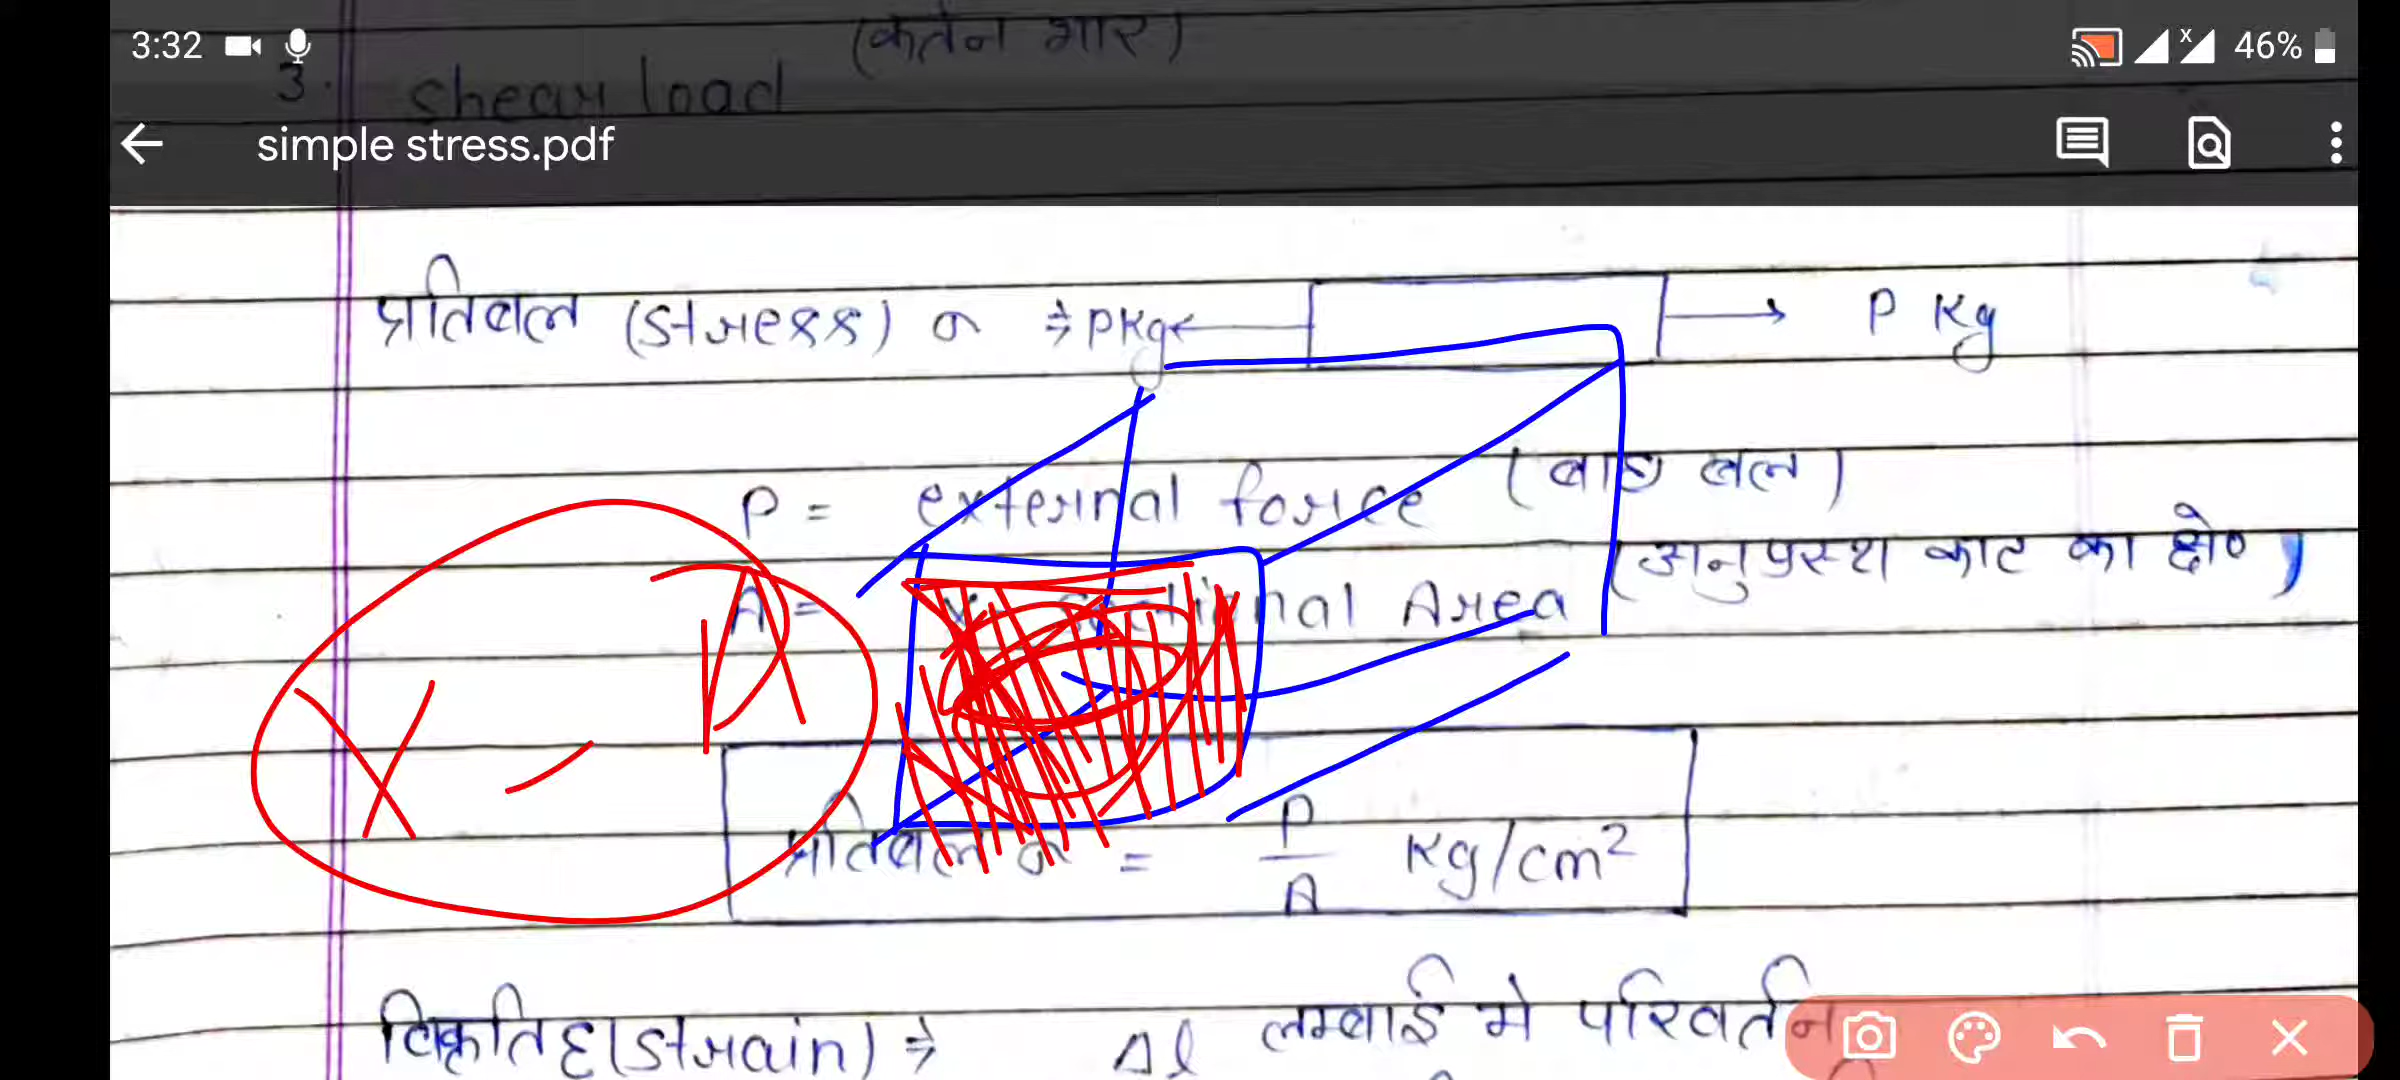 (कर्तन भार)
3:32 46%
3. shear load
simple stress.pdf
प्रतिबल (stress) σ ⇒ P Kg ← → P Kg
P = external force (बाह्य बल)
A = x- sectional Area (अनुप्रस्थ काट का क्षे०)
X - A
प्रतिबल σ = P/A Kg/cm²
विकृति (strain) ⇒ Δl लम्बाई मे परिवर्तन